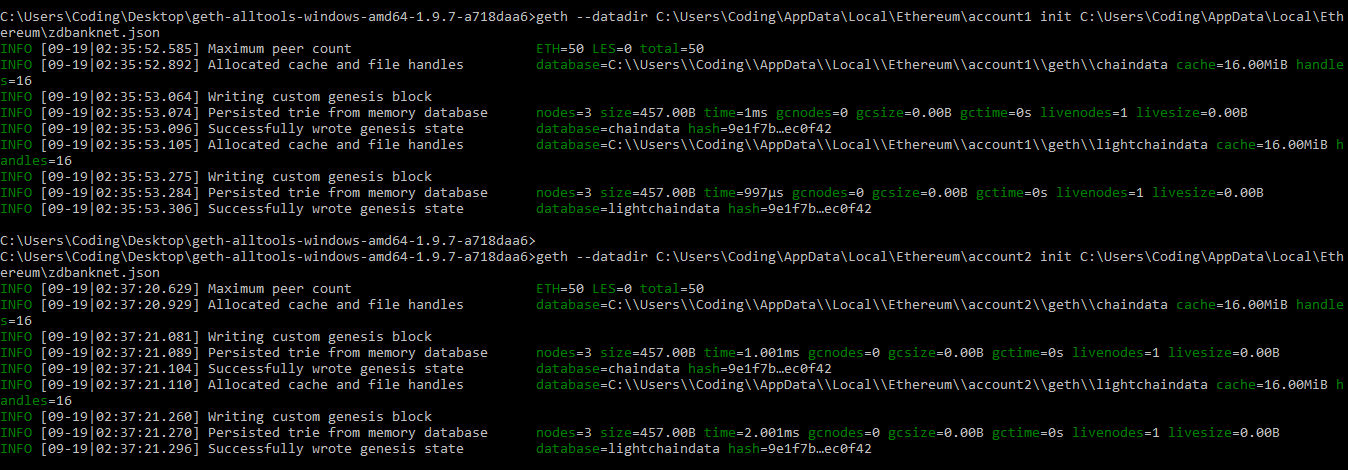 C:\Users\Coding\Desktop\geth-alltools-windows-amd64-1.9.7-a718daa6>geth --datadir C:\Users\Coding\AppData\Local\Ethereum\account1 init C:\Users\Coding\AppData\Local\Eth
ereum\zdbanknet.json
INFO [09-19|02:35:52.585] Maximum peer count                       ETH=50 LES=0 total=50
INFO [09-19|02:35:52.892] Allocated cache and file handles         database=C:\\Users\\Coding\\AppData\\Local\\Ethereum\\account1\\geth\\chaindata cache=16.00MiB handle
s=16
INFO [09-19|02:35:53.064] Writing custom genesis block
INFO [09-19|02:35:53.074] Persisted trie from memory database      nodes=3 size=457.00B time=1ms gcnodes=0 gcsize=0.00B gctime=0s livenodes=1 livesize=0.00B
INFO [09-19|02:35:53.096] Successfully wrote genesis state         database=chaindata hash=9e1f7b…ec0f42
INFO [09-19|02:35:53.105] Allocated cache and file handles         database=C:\\Users\\Coding\\AppData\\Local\\Ethereum\\account1\\geth\\lightchaindata cache=16.00MiB h
andles=16
INFO [09-19|02:35:53.275] Writing custom genesis block
INFO [09-19|02:35:53.284] Persisted trie from memory database      nodes=3 size=457.00B time=997µs gcnodes=0 gcsize=0.00B gctime=0s livenodes=1 livesize=0.00B
INFO [09-19|02:35:53.306] Successfully wrote genesis state         database=lightchaindata hash=9e1f7b…ec0f42
C:\Users\Coding\Desktop\geth-alltools-windows-amd64-1.9.7-a718daa6>
C:\Users\Coding\Desktop\geth-alltools-windows-amd64-1.9.7-a718daa6>geth --datadir C:\Users\Coding\AppData\Local\Ethereum\account2 init C:\Users\Coding\AppData\Local\Eth
ereum\zdbanknet.json
INFO [09-19|02:37:20.629] Maximum peer count                       ETH=50 LES=0 total=50
INFO [09-19|02:37:20.929] Allocated cache and file handles         database=C:\\Users\\Coding\\AppData\\Local\\Ethereum\\account2\\geth\\chaindata cache=16.00MiB handle
s=16
INFO [09-19|02:37:21.081] Writing custom genesis block
INFO [09-19|02:37:21.089] Persisted trie from memory database      nodes=3 size=457.00B time=1.001ms gcnodes=0 gcsize=0.00B gctime=0s livenodes=1 livesize=0.00B
INFO [09-19|02:37:21.104] Successfully wrote genesis state         database=chaindata hash=9e1f7b…ec0f42
INFO [09-19|02:37:21.110] Allocated cache and file handles         database=C:\\Users\\Coding\\AppData\\Local\\Ethereum\\account2\\geth\\lightchaindata cache=16.00MiB h
andles=16
INFO [09-19|02:37:21.260] Writing custom genesis block
INFO [09-19|02:37:21.270] Persisted trie from memory database      nodes=3 size=457.00B time=2.001ms gcnodes=0 gcsize=0.00B gctime=0s livenodes=1 livesize=0.00B
INFO [09-19|02:37:21.296] Successfully wrote genesis state         database=lightchaindata hash=9e1f7b…ec0f42